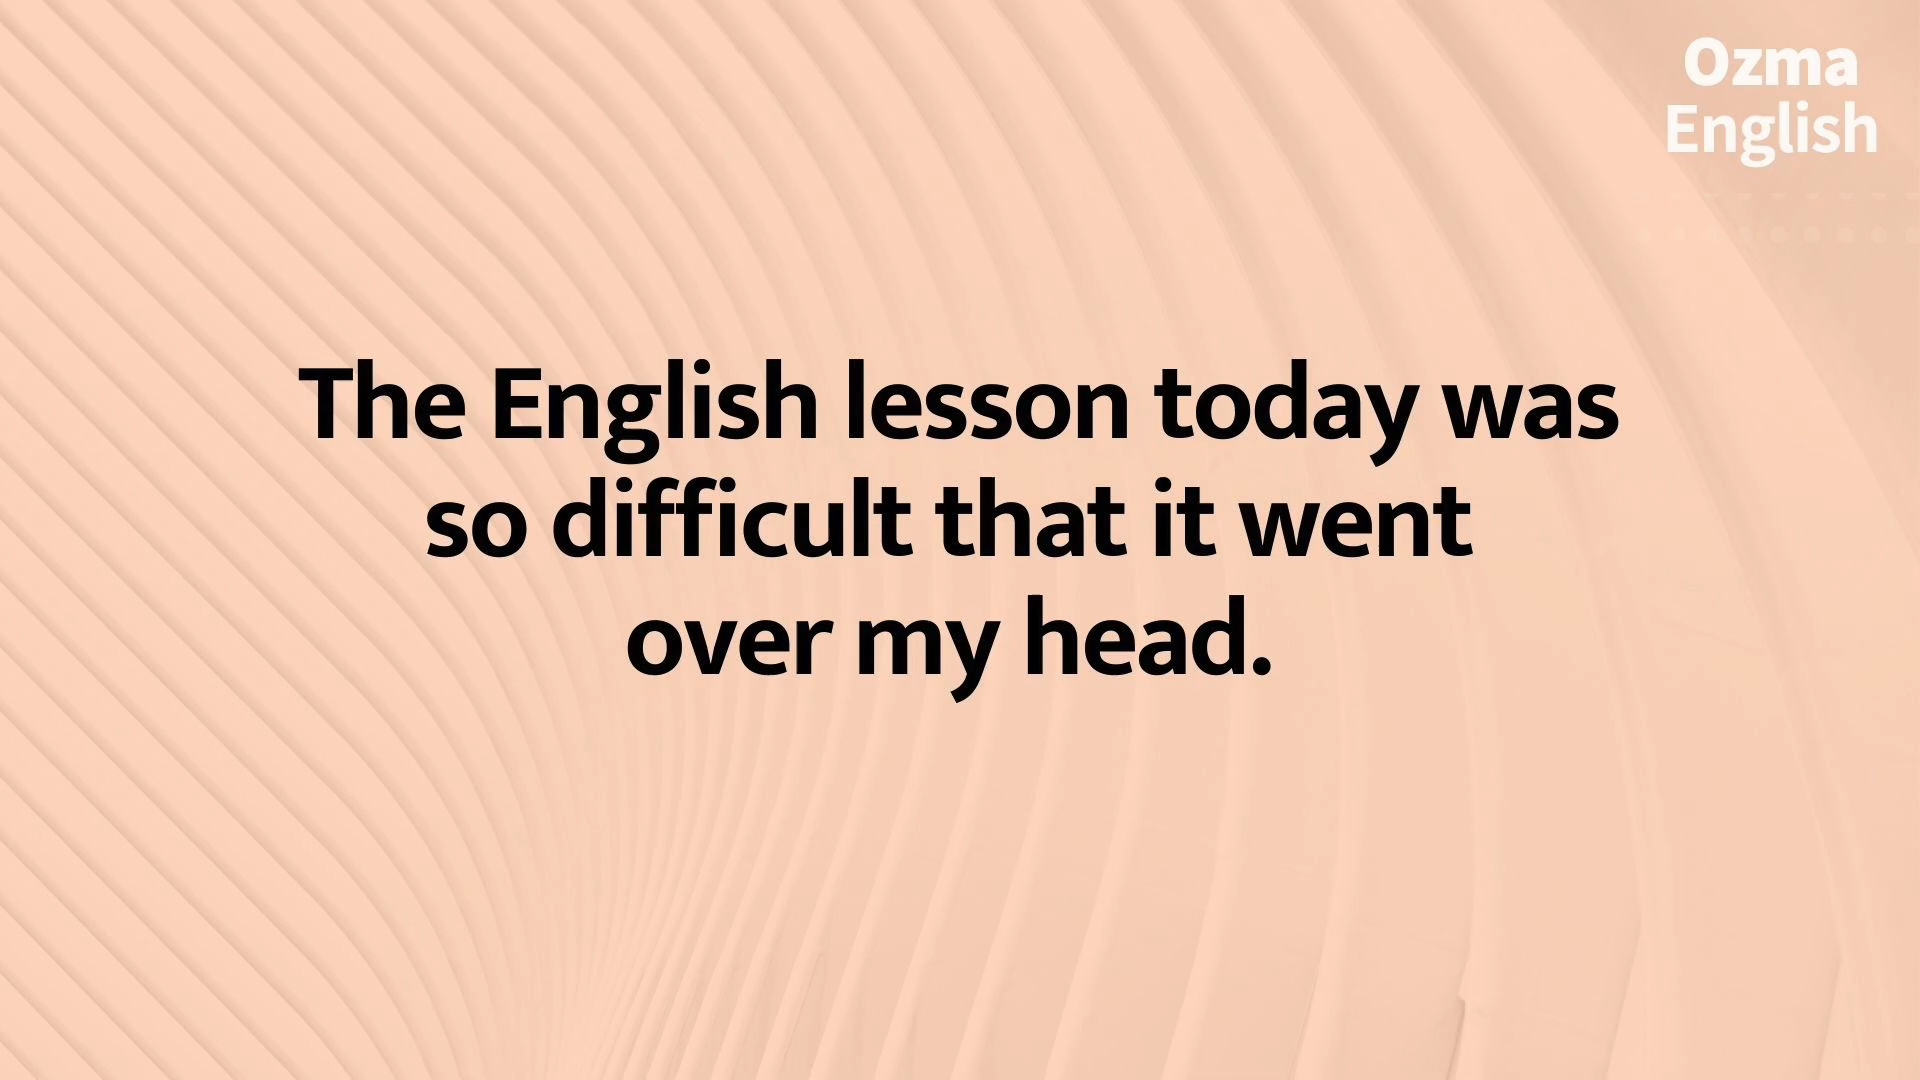 Ozma
English
The English lesson today was
so difficult that it went
over my head.